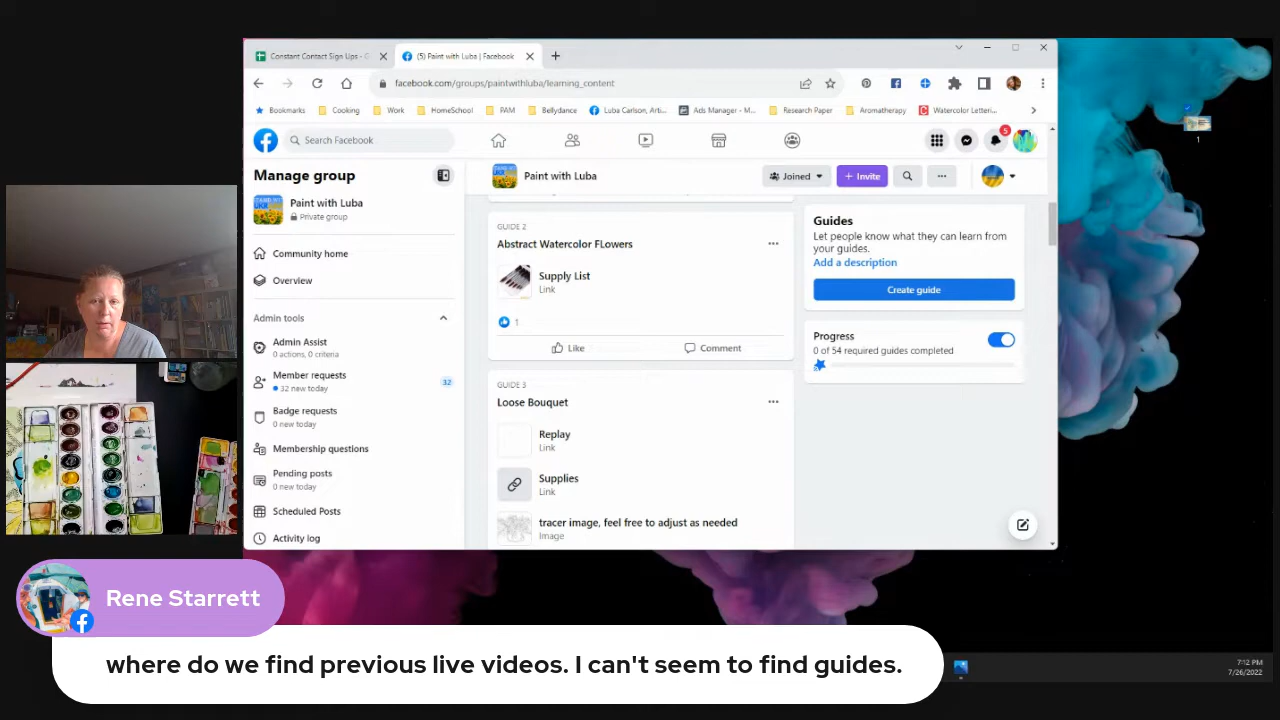 Constant Contact Sign Ups - G
(5) Paint with Luba | Facebook
facebook.com/groups/paintwithluba/learning_content
Bookmarks Cooking Work HomeSchool PAM Bellydance Luba Carlson, Arti... Ads Manager - M... Research Paper Aromatherapy Watercolor Letteri...
Search Facebook
5
Manage group
Paint with Luba
Private group
Community home
Overview
Admin tools
Admin Assist
0 actions, 0 criteria
Member requests
32 new today
32
Badge requests
0 new today
Membership questions
Pending posts
0 new today
Scheduled Posts
Activity log
Paint with Luba
Joined
+ Invite
GUIDE 2
Abstract Watercolor FLowers
Supply List
Link
1
Like
Comment
GUIDE 3
Loose Bouquet
Replay
Link
Supplies
Link
tracer image, feel free to adjust as needed
Image
Guides
Let people know what they can learn from
your guides.
Add a description
Create guide
Progress
0 of 54 required guides completed
1
Rene Starrett
where do we find previous live videos. I can't seem to find guides.
7:12 PM
7/26/2022